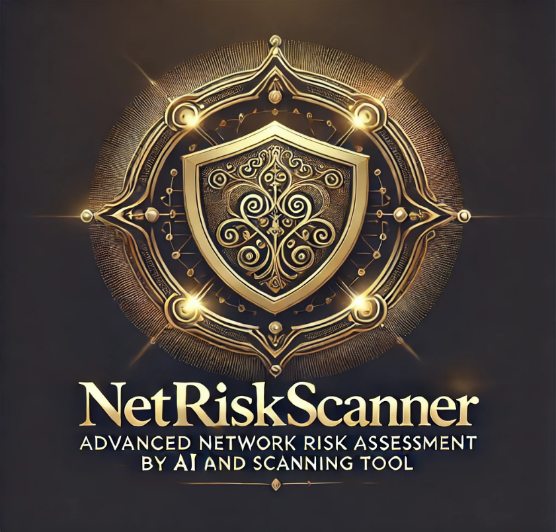 NetRiskScanner
ADVANCED NETWORK RISK ASSESSMENT
BY AI AND SCANNING TOOL